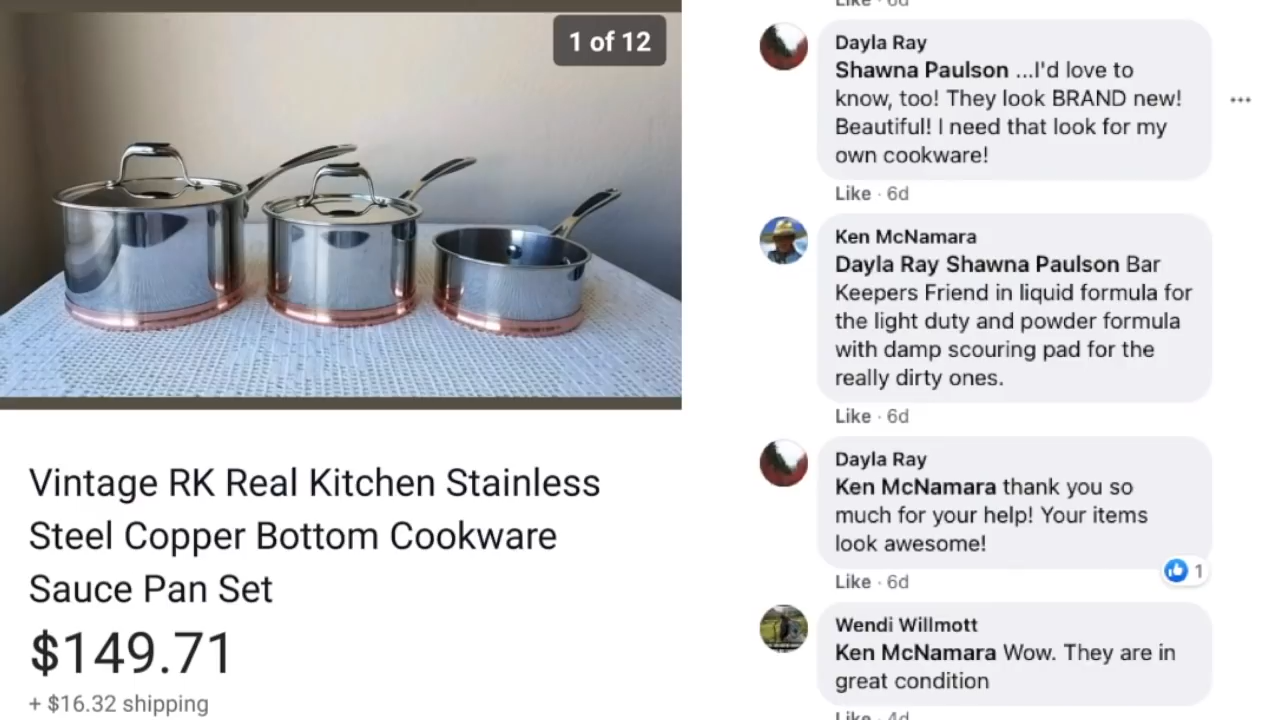 1 of 12
Vintage RK Real Kitchen Stainless
Steel Copper Bottom Cookware
Sauce Pan Set
$149.71
+ $16.32 shipping
Like · 6d
Dayla Ray
Shawna Paulson ...I'd love to
know, too! They look BRAND new!
Beautiful! I need that look for my
own cookware!
Like · 6d
Ken McNamara
Dayla Ray Shawna Paulson Bar
Keepers Friend in liquid formula for
the light duty and powder formula
with damp scouring pad for the
really dirty ones.
Like · 6d
Dayla Ray
Ken McNamara thank you so
much for your help! Your items
look awesome!
1
Like · 6d
Wendi Willmott
Ken McNamara Wow. They are in
great condition
Like · 4d